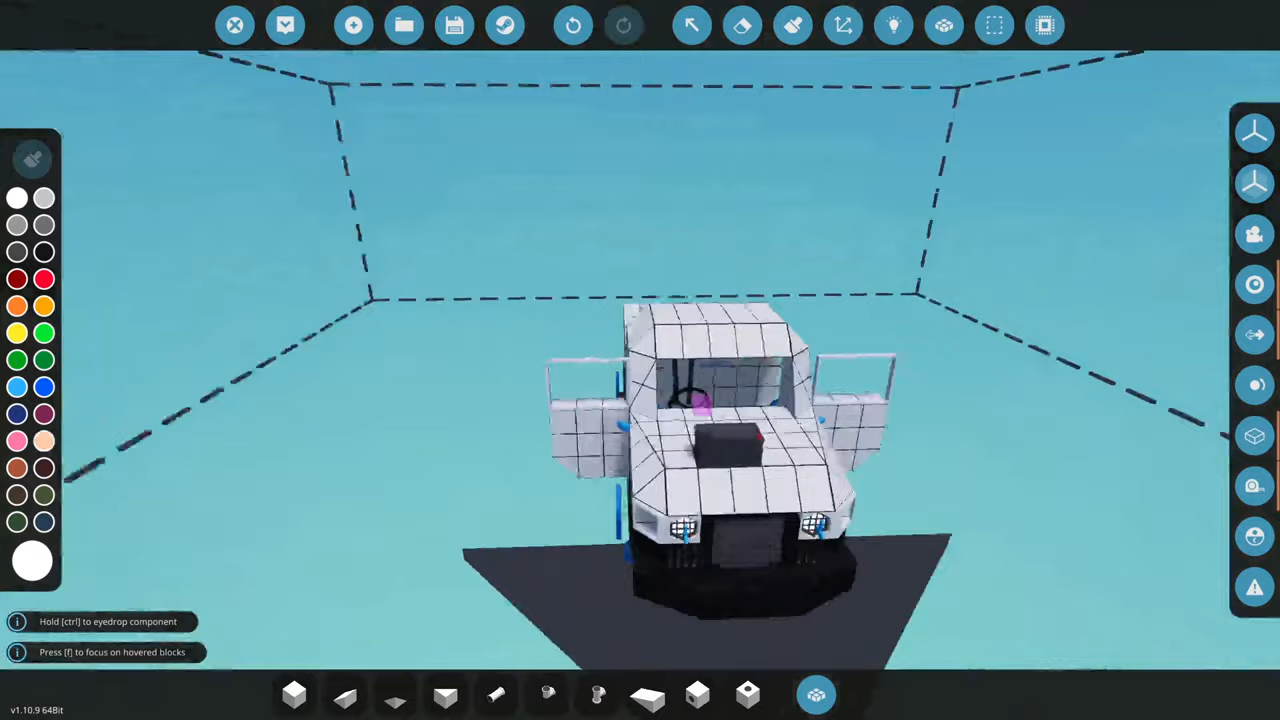 Hold [ctrl] to eyedrop component
Press [f] to focus on hovered blocks
v1.10.9 64Bit